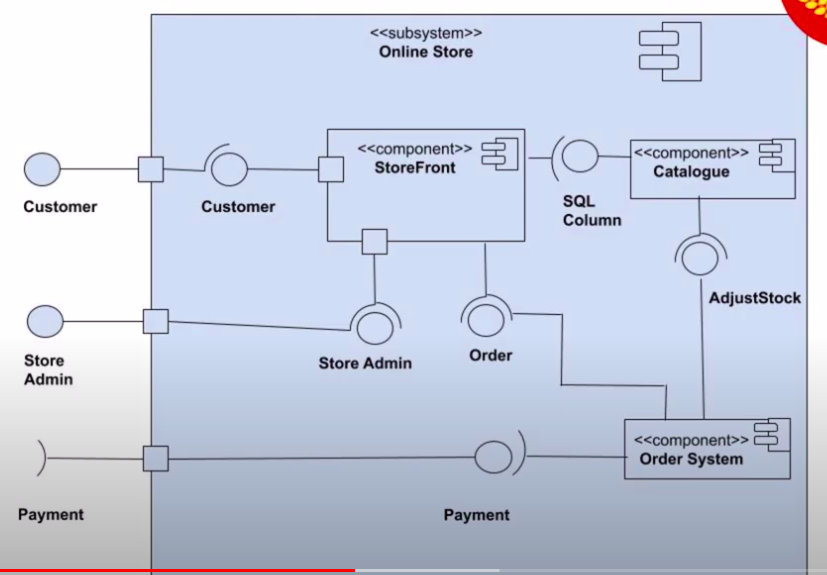 <<subsystem>>
Online Store
<<component>>
StoreFront
<<component>>
Catalogue
Customer
Customer
SQL
Column
AdjustStock
Store
Admin
Store Admin
Order
<<component>>
Order System
Payment
Payment